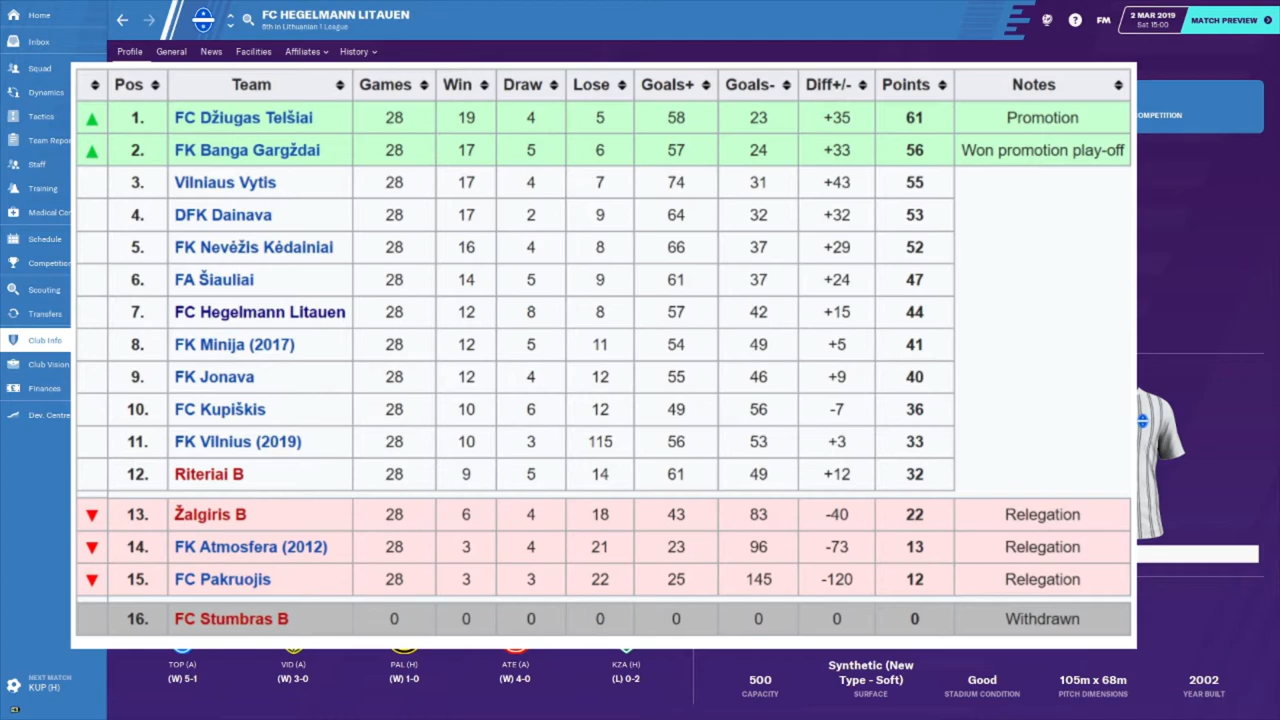 Home
FC HEGELMANN LITAUEN
8th in Lithuanian 1 League
FM
2 MAR 2019
Sat 15:00
MATCH PREVIEW
Inbox
Profile General News Facilities Affiliates History
Squad
Dynamics
Tactics
Team Repor
Staff
Training
Medical Cen
Schedule
Competition
Scouting
Transfers
Club Info
Club Vision
Finances
Dev. Centre
NEXT MATCH
KUP (H)
OMPETITION
Pos Team Games Win Draw Lose Goals+ Goals- Diff+/- Points Notes
1. FC Džiugas Telšiai 28 19 4 5 58 23 +35 61 Promotion
2. FK Banga Gargždai 28 17 5 6 57 24 +33 56 Won promotion play-off
3. Vilniaus Vytis 28 17 4 7 74 31 +43 55
4. DFK Dainava 28 17 2 9 64 32 +32 53
5. FK Nevėžis Kėdainiai 28 16 4 8 66 37 +29 52
6. FA Šiauliai 28 14 5 9 61 37 +24 47
7. FC Hegelmann Litauen 28 12 8 8 57 42 +15 44
8. FK Minija (2017) 28 12 5 11 54 49 +5 41
9. FK Jonava 28 12 4 12 55 46 +9 40
10. FC Kupiškis 28 10 6 12 49 56 -7 36
11. FK Vilnius (2019) 28 10 3 115 56 53 +3 33
12. Riteriai B 28 9 5 14 61 49 +12 32
13. Žalgiris B 28 6 4 18 43 83 -40 22 Relegation
14. FK Atmosfera (2012) 28 3 4 21 23 96 -73 13 Relegation
15. FC Pakruojis 28 3 3 22 25 145 -120 12 Relegation
16. FC Stumbras B 0 0 0 0 0 0 0 0 Withdrawn
TOP (A) VID (A) PAL (H) ATE (A) KZA (H)
(W) 5-1 (W) 3-0 (W) 1-0 (W) 4-0 (L) 0-2
500
CAPACITY
Synthetic (New
Type - Soft)
SURFACE
Good
STADIUM CONDITION
105m x 68m
PITCH DIMENSIONS
2002
YEAR BUILT